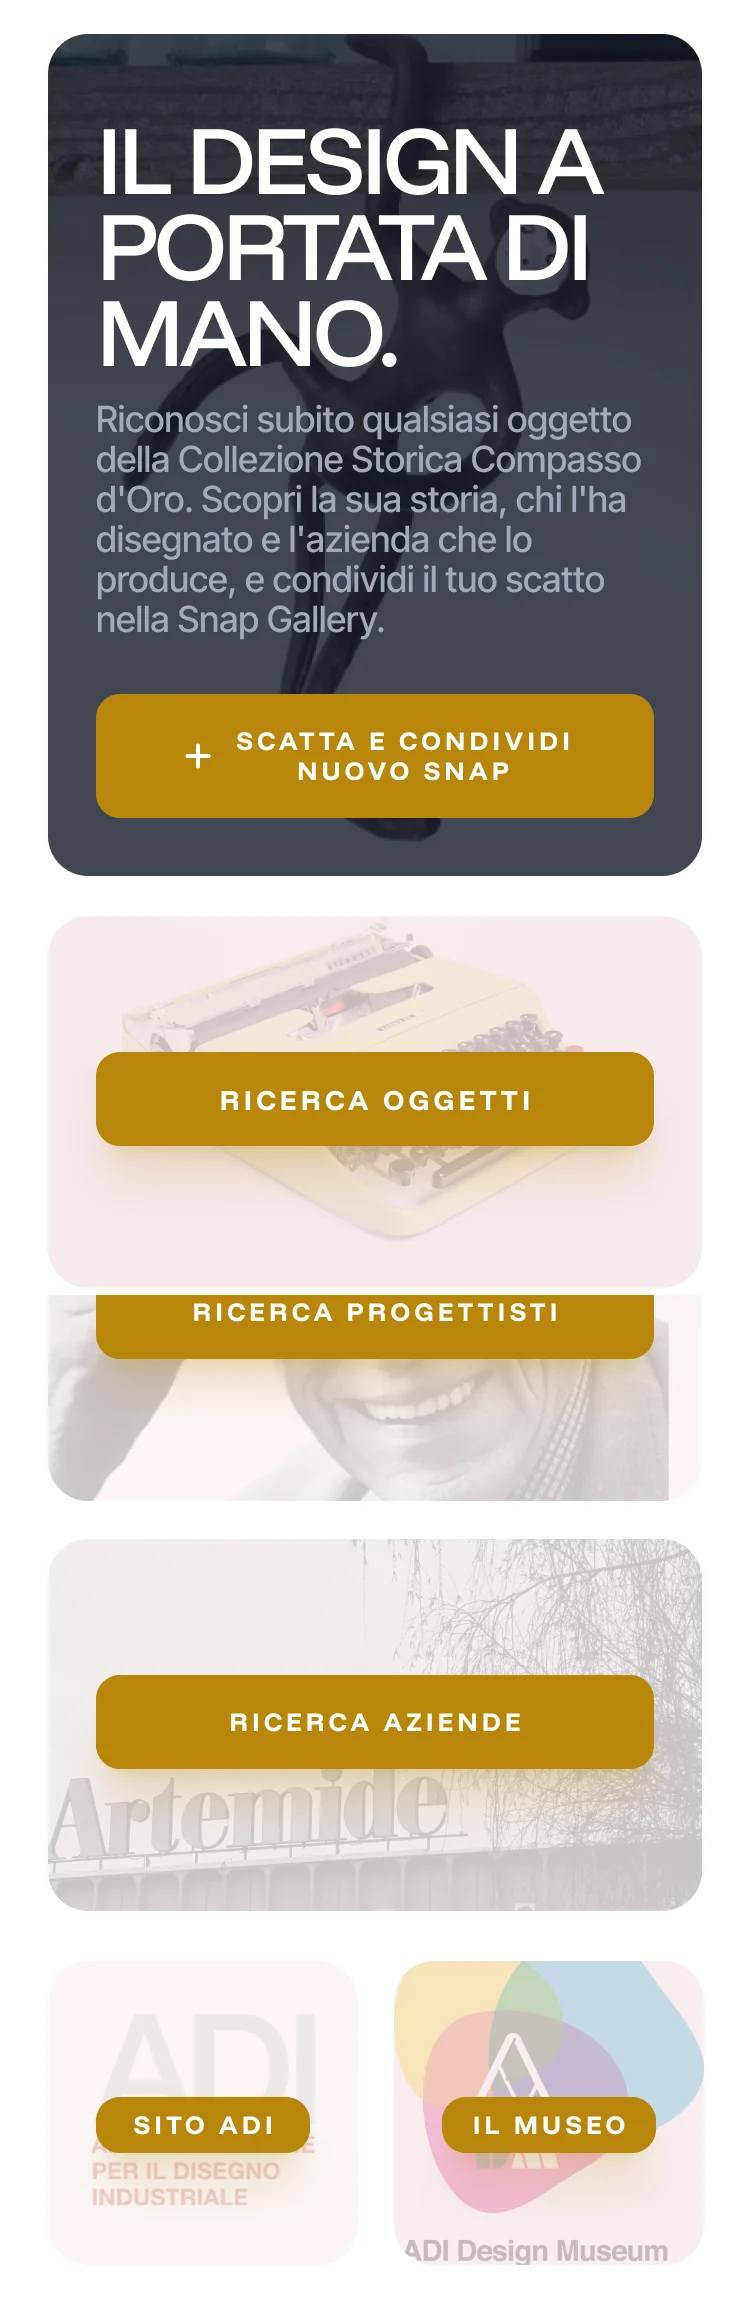 IL DESIGN A
PORTATA DI
MANO.
Riconosci subito qualsiasi oggetto
della Collezione Storica Compasso
d'Oro. Scopri la sua storia, chi l'ha
disegnato e l'azienda che lo
produce, e condividi il tuo scatto
nella Snap Gallery.
+ SCATTA E CONDIVIDI
NUOVO SNAP
RICERCA OGGETTI
RICERCA PROGETTISTI
RICERCA AZIENDE
Artemide
ADI
SITO ADI
PER IL DISEGNO
INDUSTRIALE
IL MUSEO
ADI Design Museum